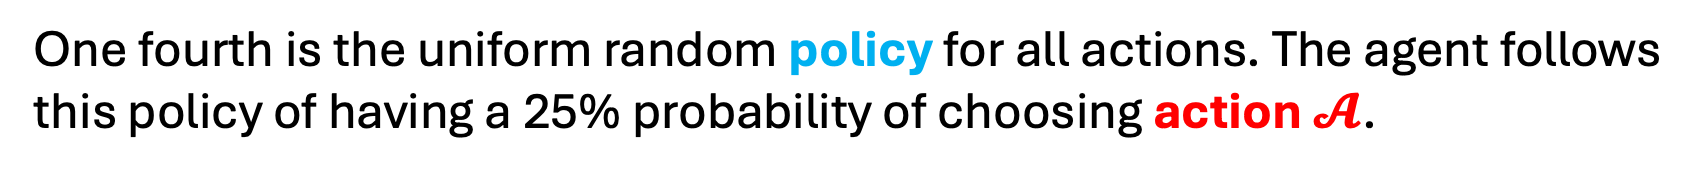 One fourth is the uniform random policy for all actions. The agent follows
this policy of having a 25% probability of choosing action 𝓐.